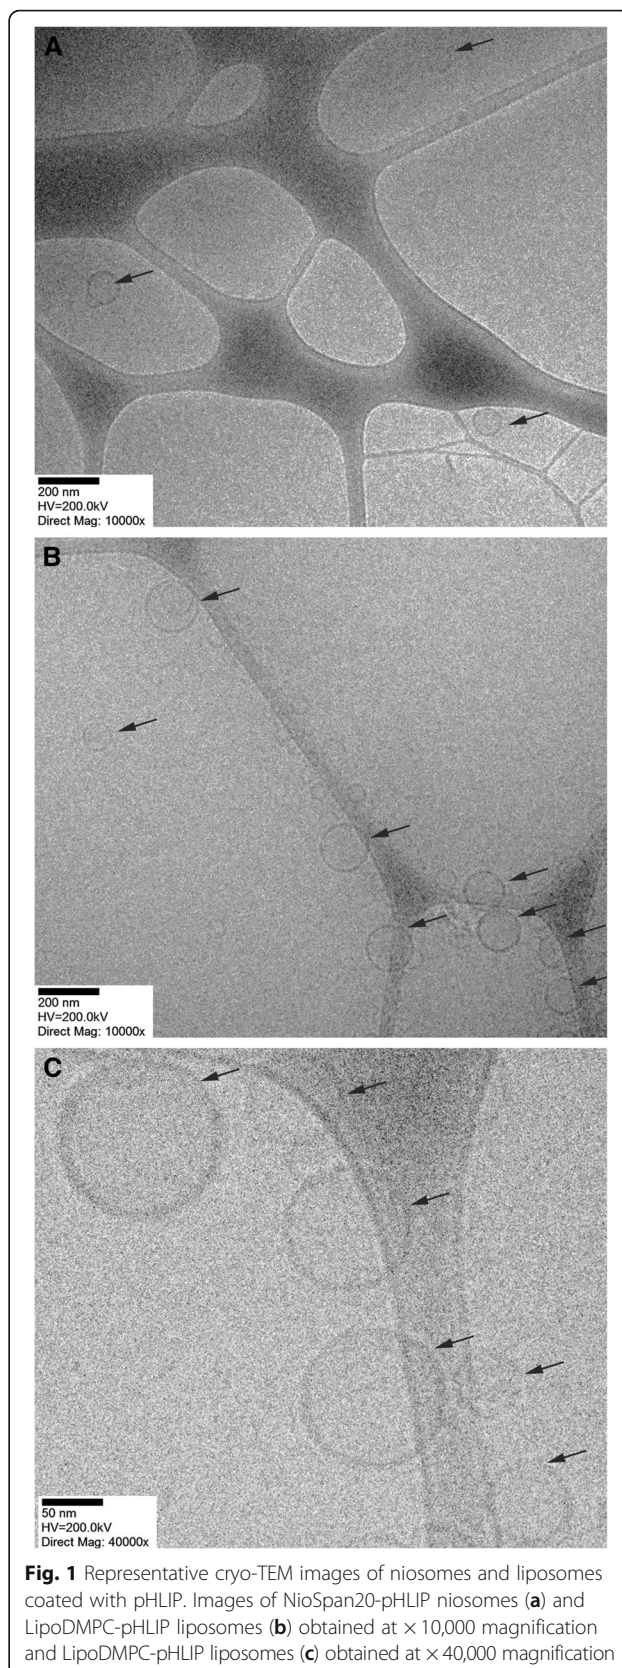 A
200 nm
HV=200.0kV
Direct Mag: 10000x
B
200 nm
HV=200.0kV
Direct Mag: 10000x
C
50 nm
HV=200.0kV
Direct Mag: 40000x
Fig. 1 Representative cryo-TEM images of niosomes and liposomes
coated with pHLIP. Images of NioSpan20-pHLIP niosomes (a) and
LipoDMPC-pHLIP liposomes (b) obtained at × 10,000 magnification
and LipoDMPC-pHLIP liposomes (c) obtained at × 40,000 magnification